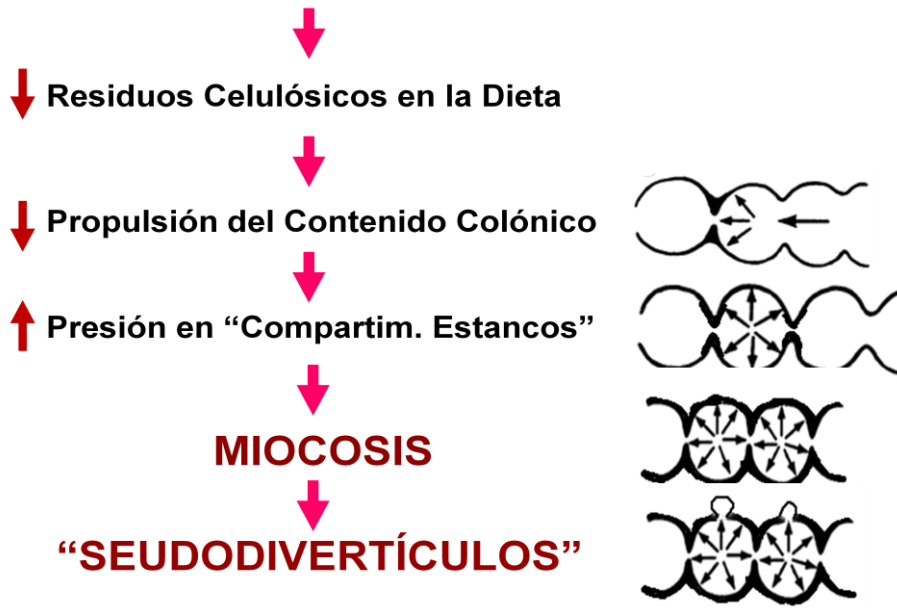 Residuos Celulósicos en la Dieta
Propulsión del Contenido Colónico
Presión en “Compartim. Estancos”
MIOCOSIS
“SEUDODIVERTÍCULOS”